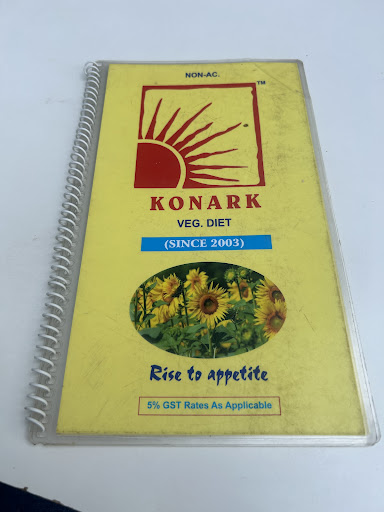 NON-AC.
TM
KONARK
VEG. DIET
(SINCE 2003)
Rise to appetite
5% GST Rates As Applicable